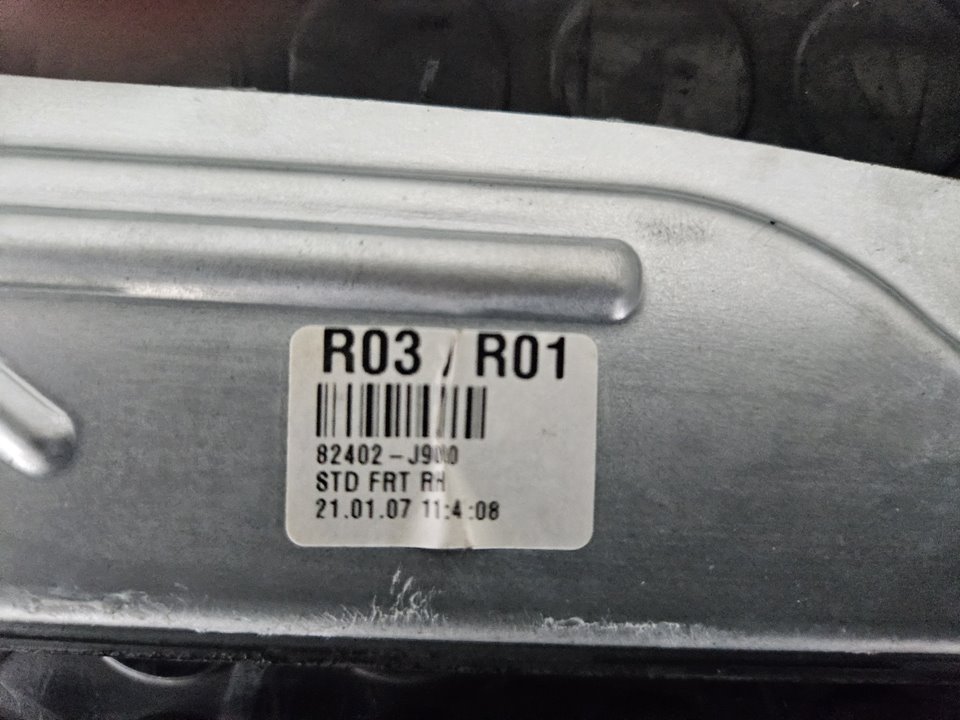 R03 / R01
STD FRT RH
21.01.07